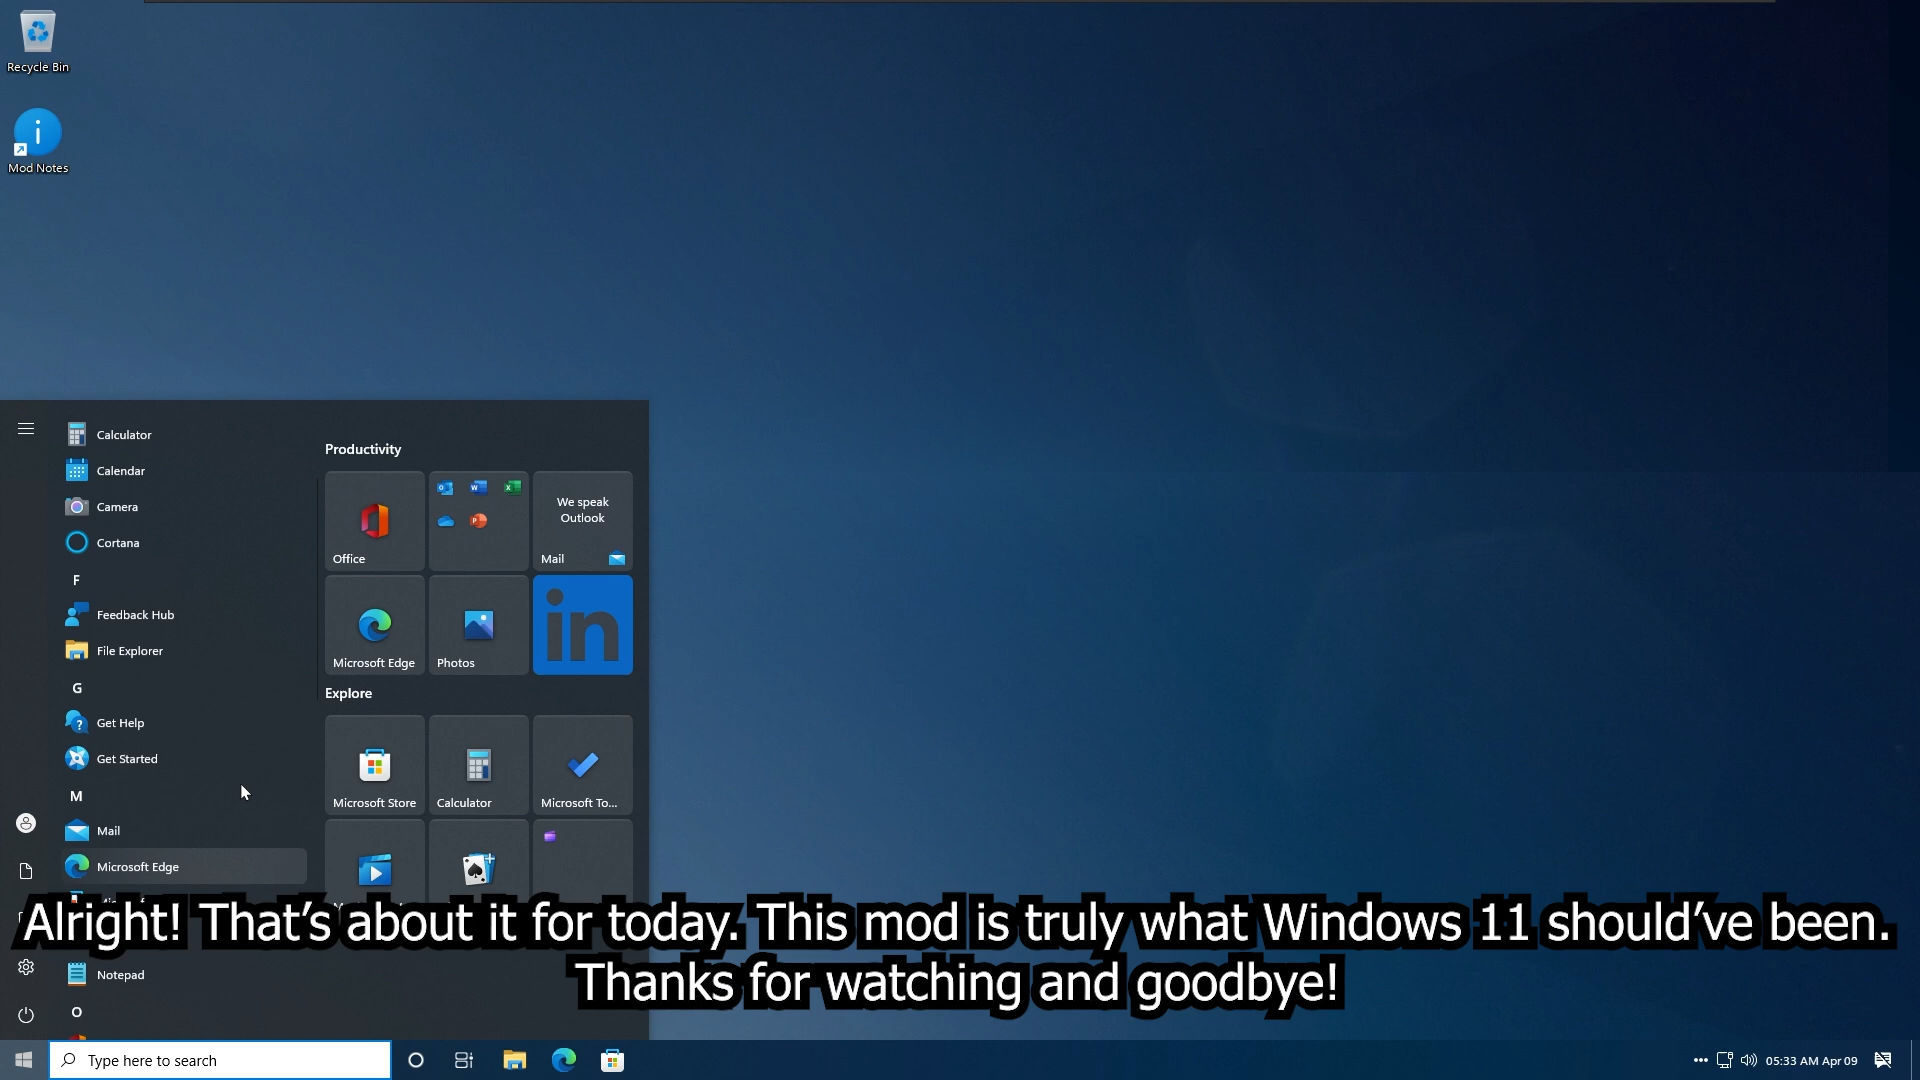 Recycle Bin
Mod Notes
Calculator
Calendar
Camera
Cortana
F
Feedback Hub
File Explorer
G
Get Help
Get Started
M
Mail
Microsoft Edge
Notepad
O
Productivity
Office
We speak
Outlook
Mail
Microsoft Edge
Photos
in
Explore
Microsoft Store
Calculator
Microsoft To...
Alright! That’s about it for today. This mod is truly what Windows 11 should’ve been.
Thanks for watching and goodbye!
Type here to search
05:33 AM Apr 09